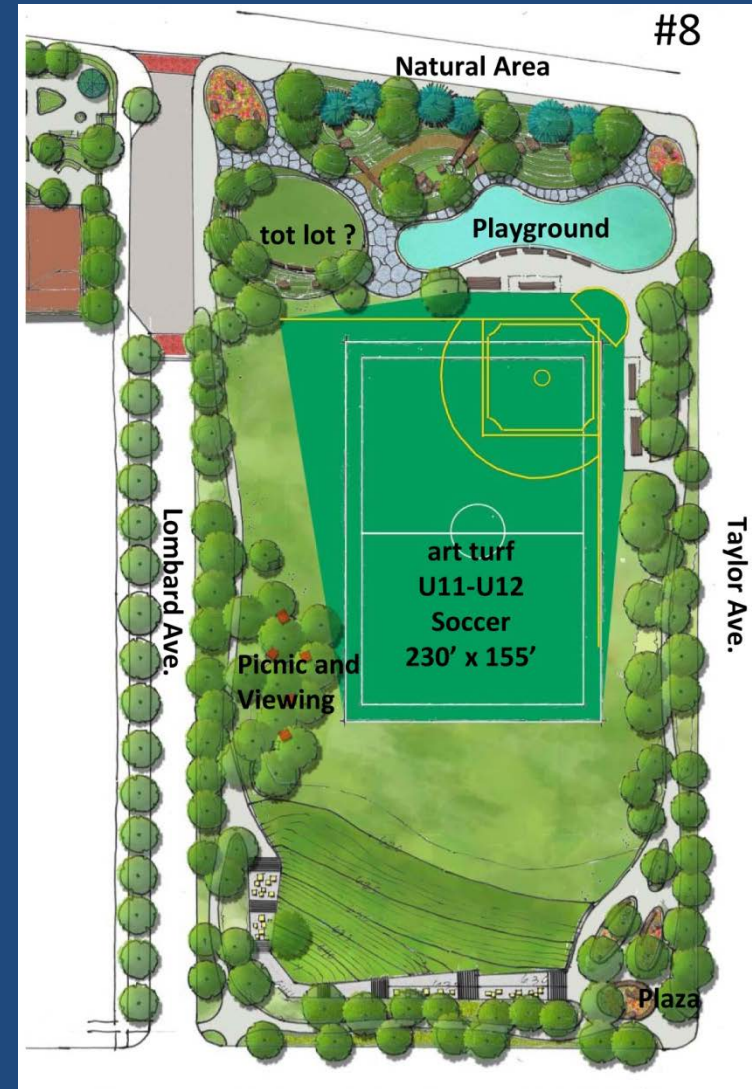 #8
Natural Area
tot lot ?
Playground
Lombard Ave.
Taylor Ave.
art turf
U11-U12
Soccer
230’ x 155’
Picnic and
Viewing
Plaza